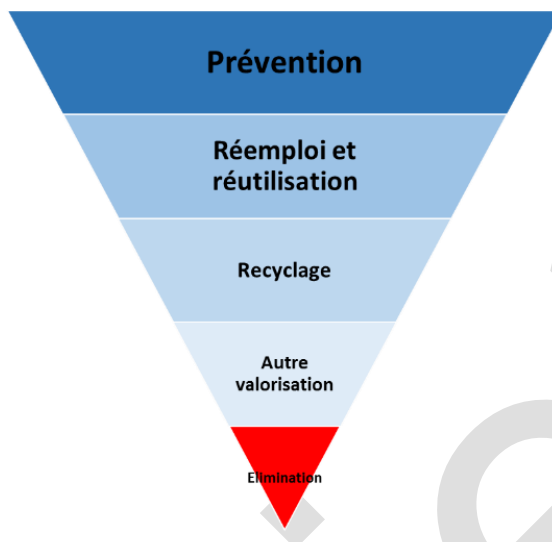 Prévention
Réemploi et
réutilisation
Recyclage
Autre
valorisation
Elimination